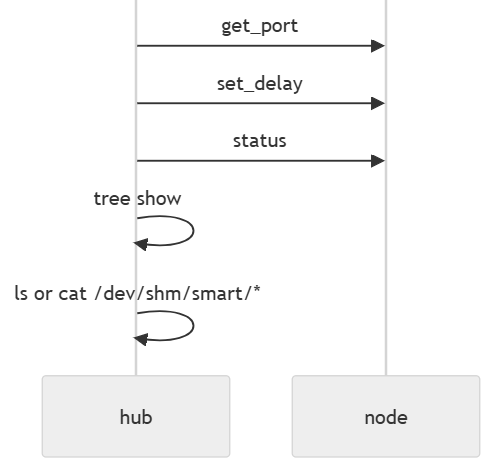 get_port
set_delay
status
tree show
ls or cat /dev/shm/smart/*
hub
node